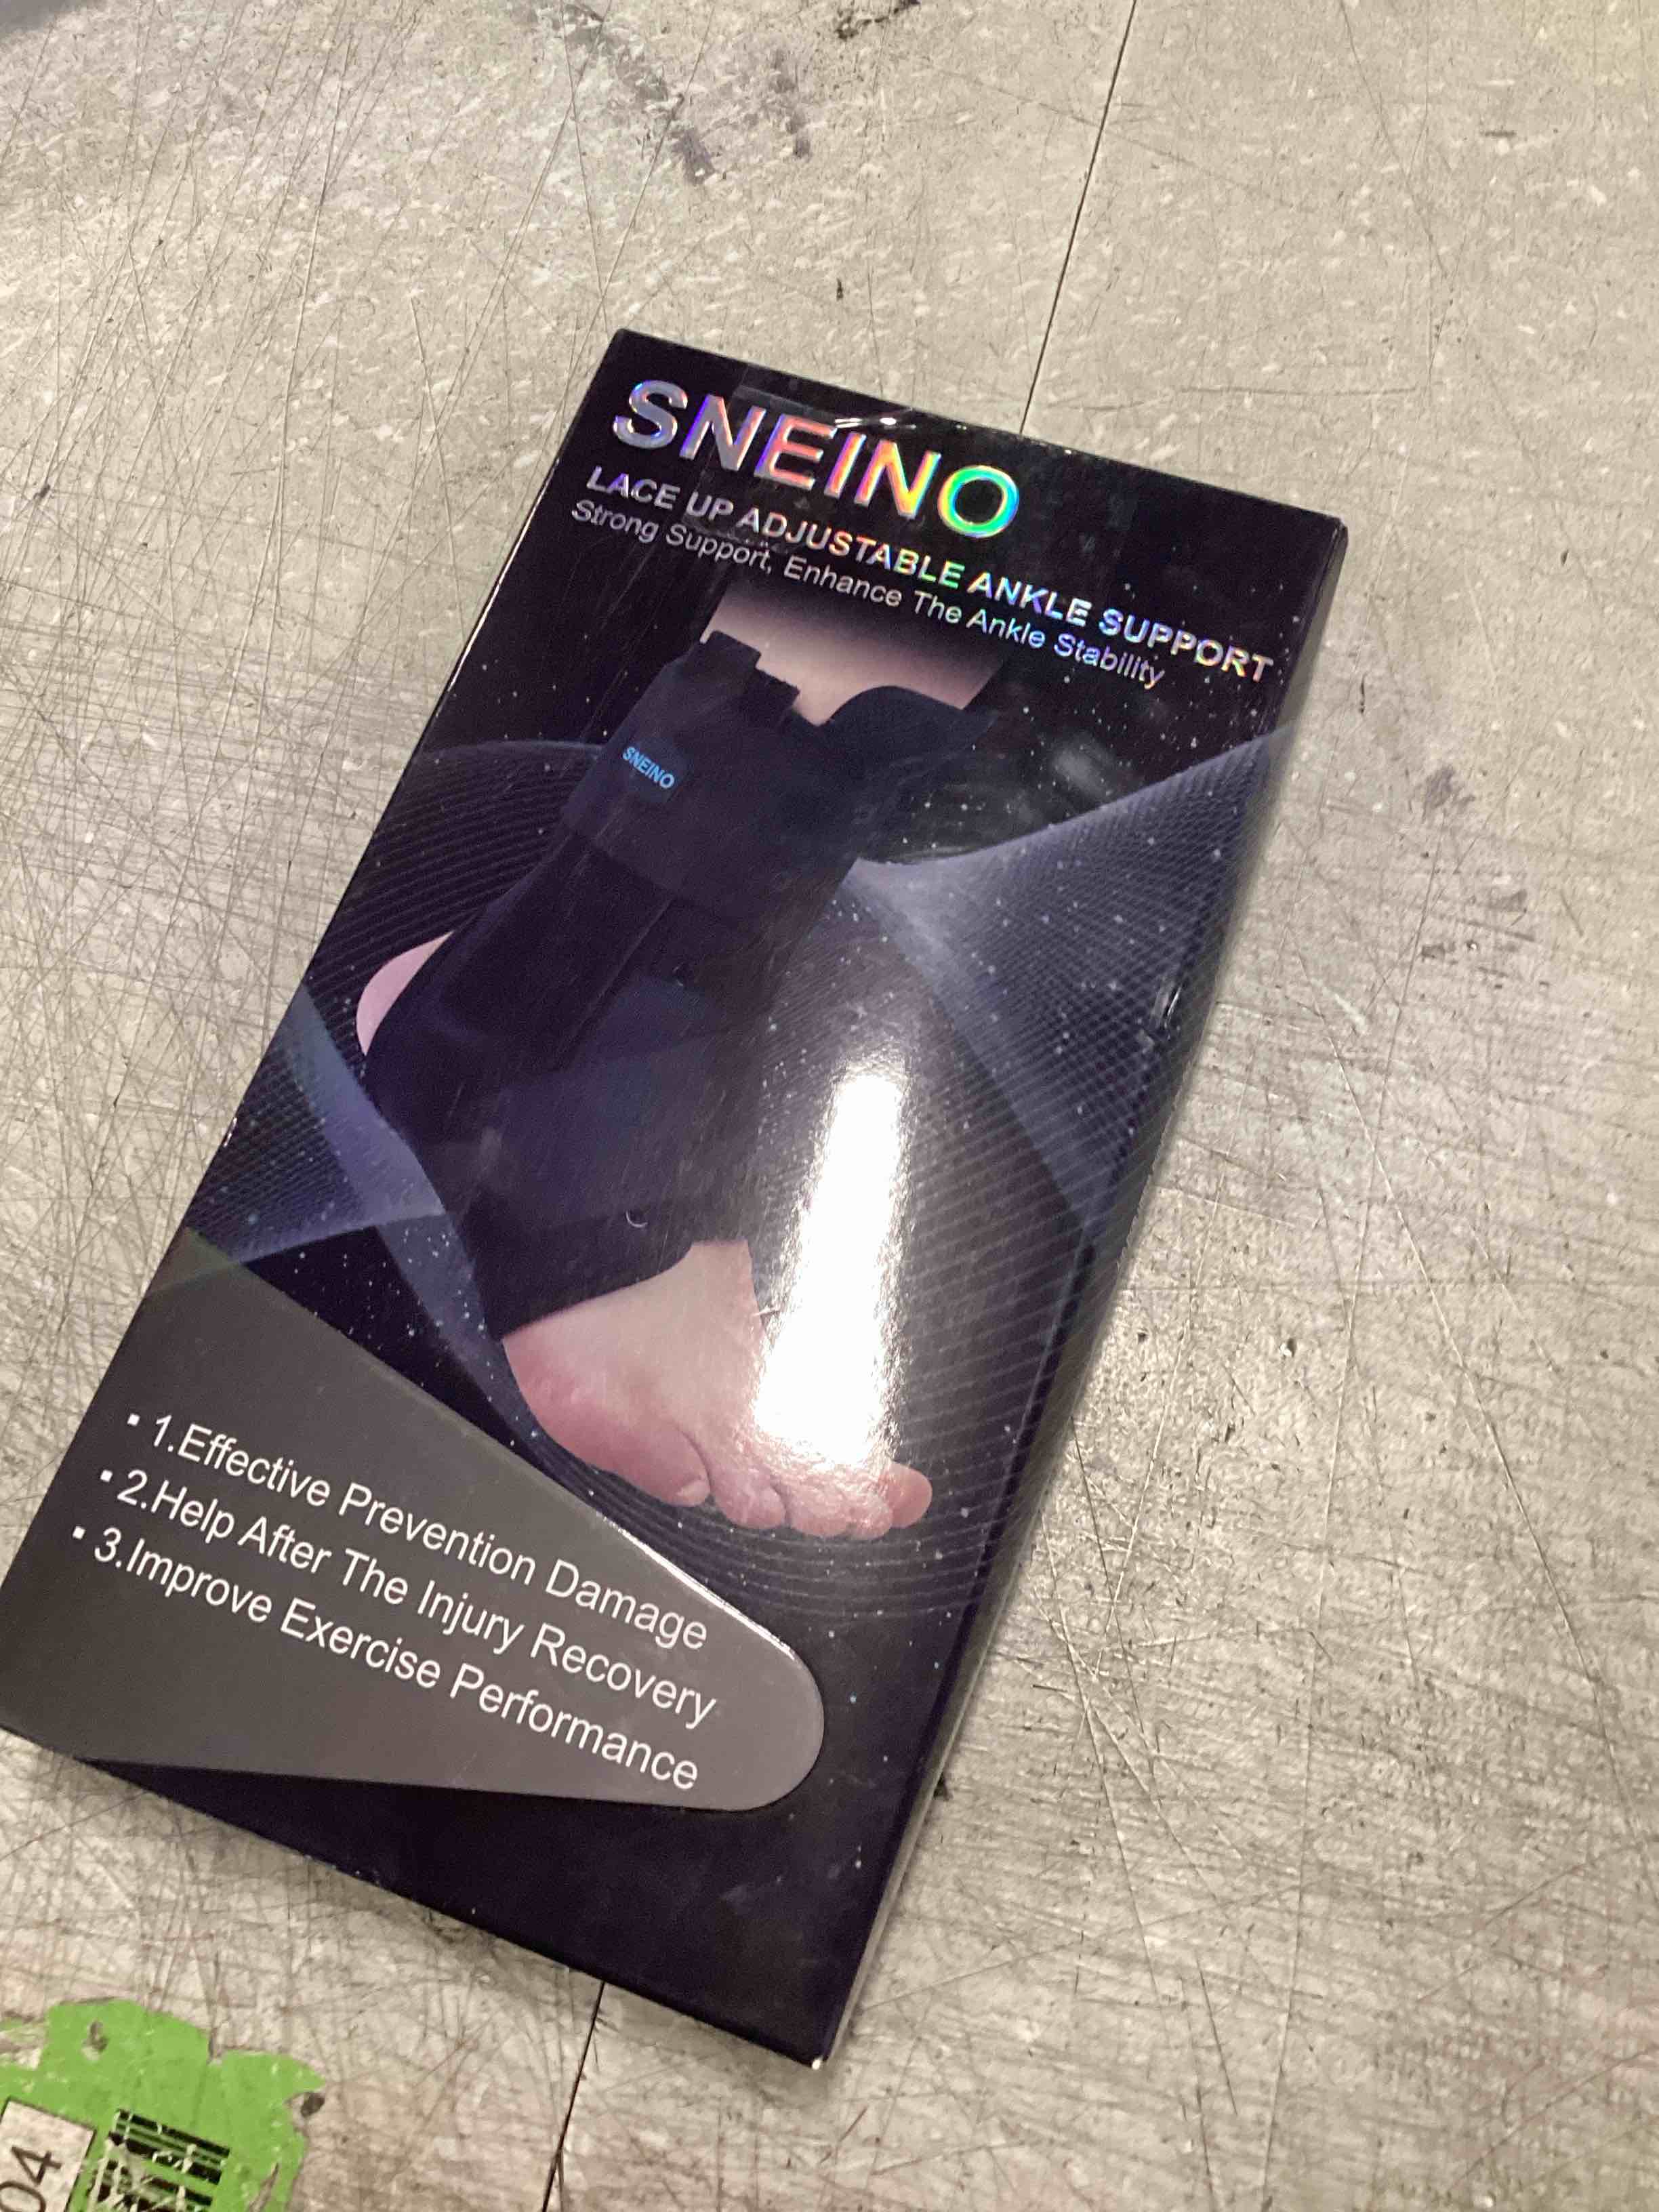 SNEINO
LACE UP ADJUSTABLE ANKLE SUPPORT
Strong Support, Enhance The Ankle Stability
SNEINO
▪ 1.Effective Prevention Damage
▪ 2.Help After The Injury Recovery
▪ 3.Improve Exercise Performance
04